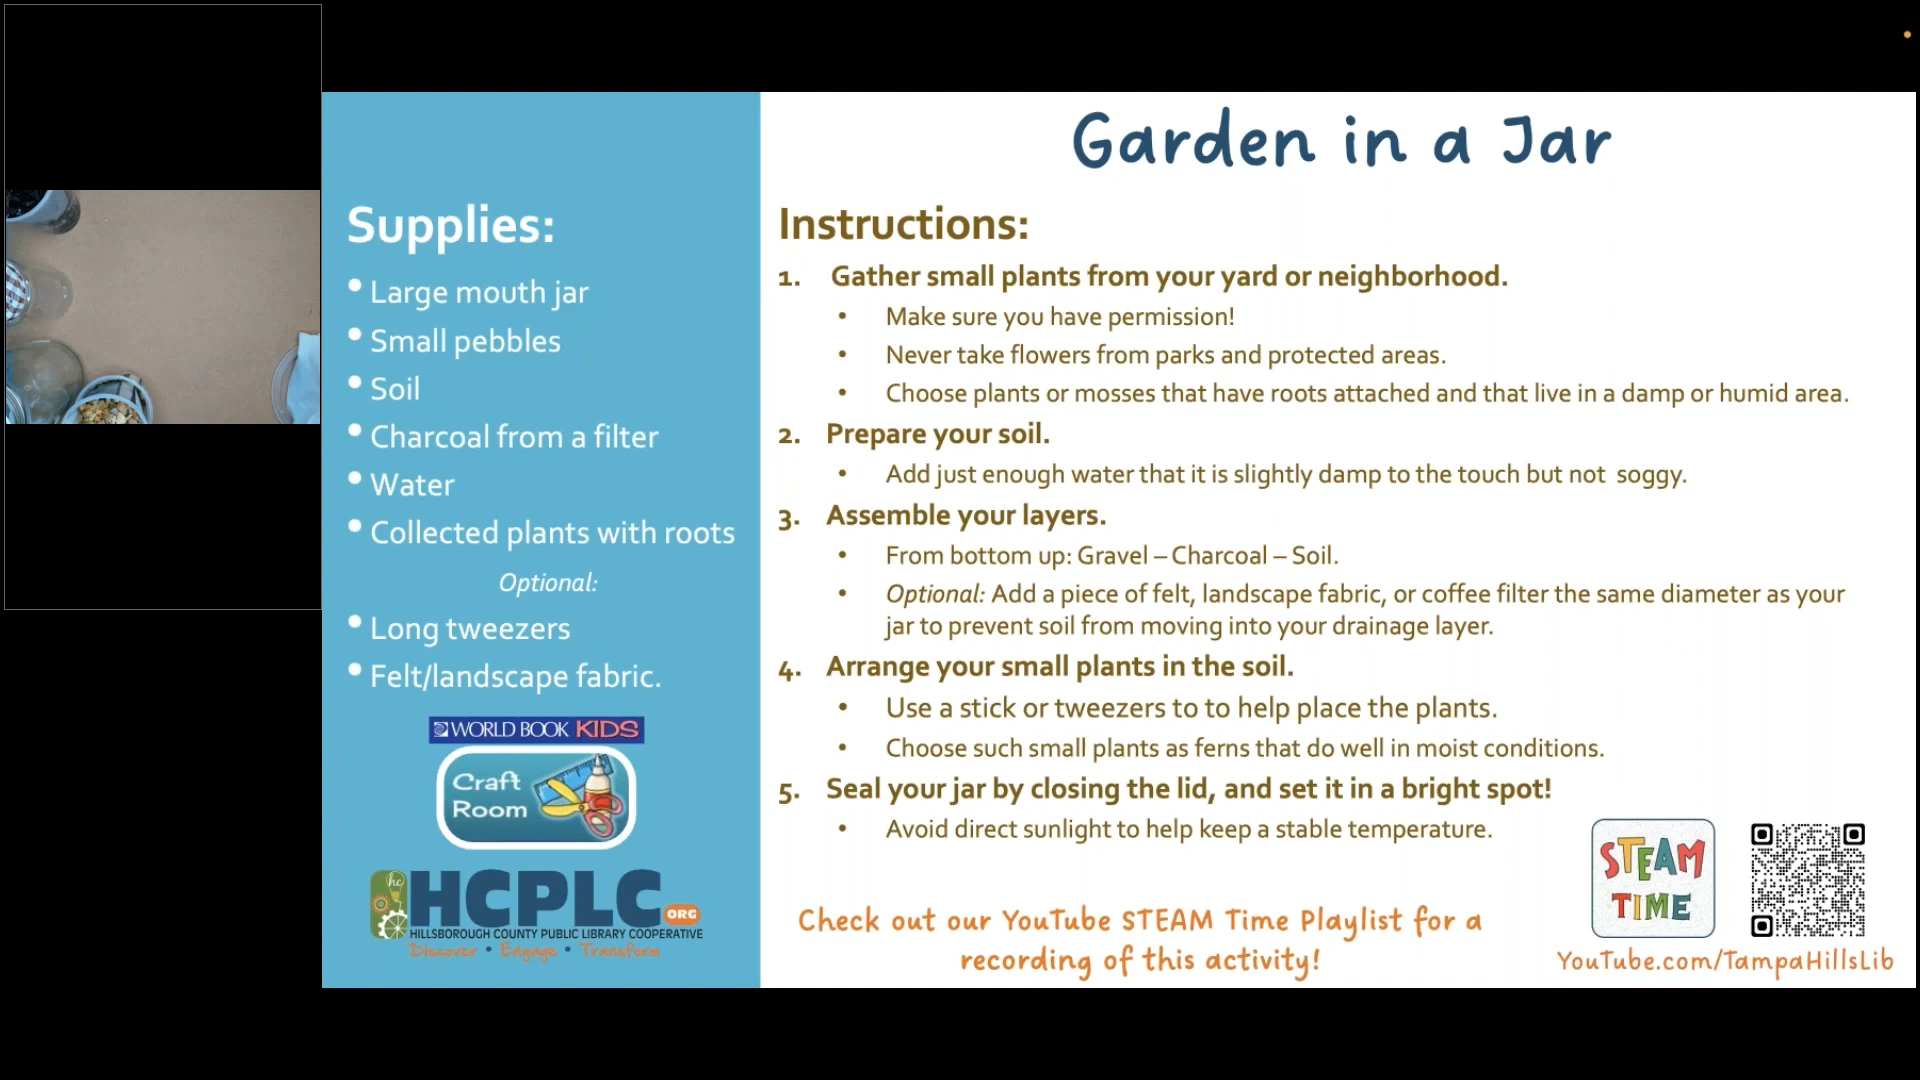 Garden in a Jar
Supplies:
• Large mouth jar
• Small pebbles
• Soil
• Charcoal from a filter
• Water
• Collected plants with roots
Optional:
• Long tweezers
• Felt/landscape fabric.
WORLD BOOK KIDS
Craft
Room
hc
HCPLC ORG
HILLSBOROUGH COUNTY PUBLIC LIBRARY COOPERATIVE
Discover • Engage • Transform
Instructions:
1. Gather small plants from your yard or neighborhood.
• Make sure you have permission!
• Never take flowers from parks and protected areas.
• Choose plants or mosses that have roots attached and that live in a damp or humid area.
2. Prepare your soil.
• Add just enough water that it is slightly damp to the touch but not soggy.
3. Assemble your layers.
• From bottom up: Gravel – Charcoal – Soil.
• Optional: Add a piece of felt, landscape fabric, or coffee filter the same diameter as your
jar to prevent soil from moving into your drainage layer.
4. Arrange your small plants in the soil.
• Use a stick or tweezers to to help place the plants.
• Choose such small plants as ferns that do well in moist conditions.
5. Seal your jar by closing the lid, and set it in a bright spot!
• Avoid direct sunlight to help keep a stable temperature.
Check out our YouTube STEAM Time Playlist for a
recording of this activity!
STEAM
TIME
YouTube.com/TampaHillsLib